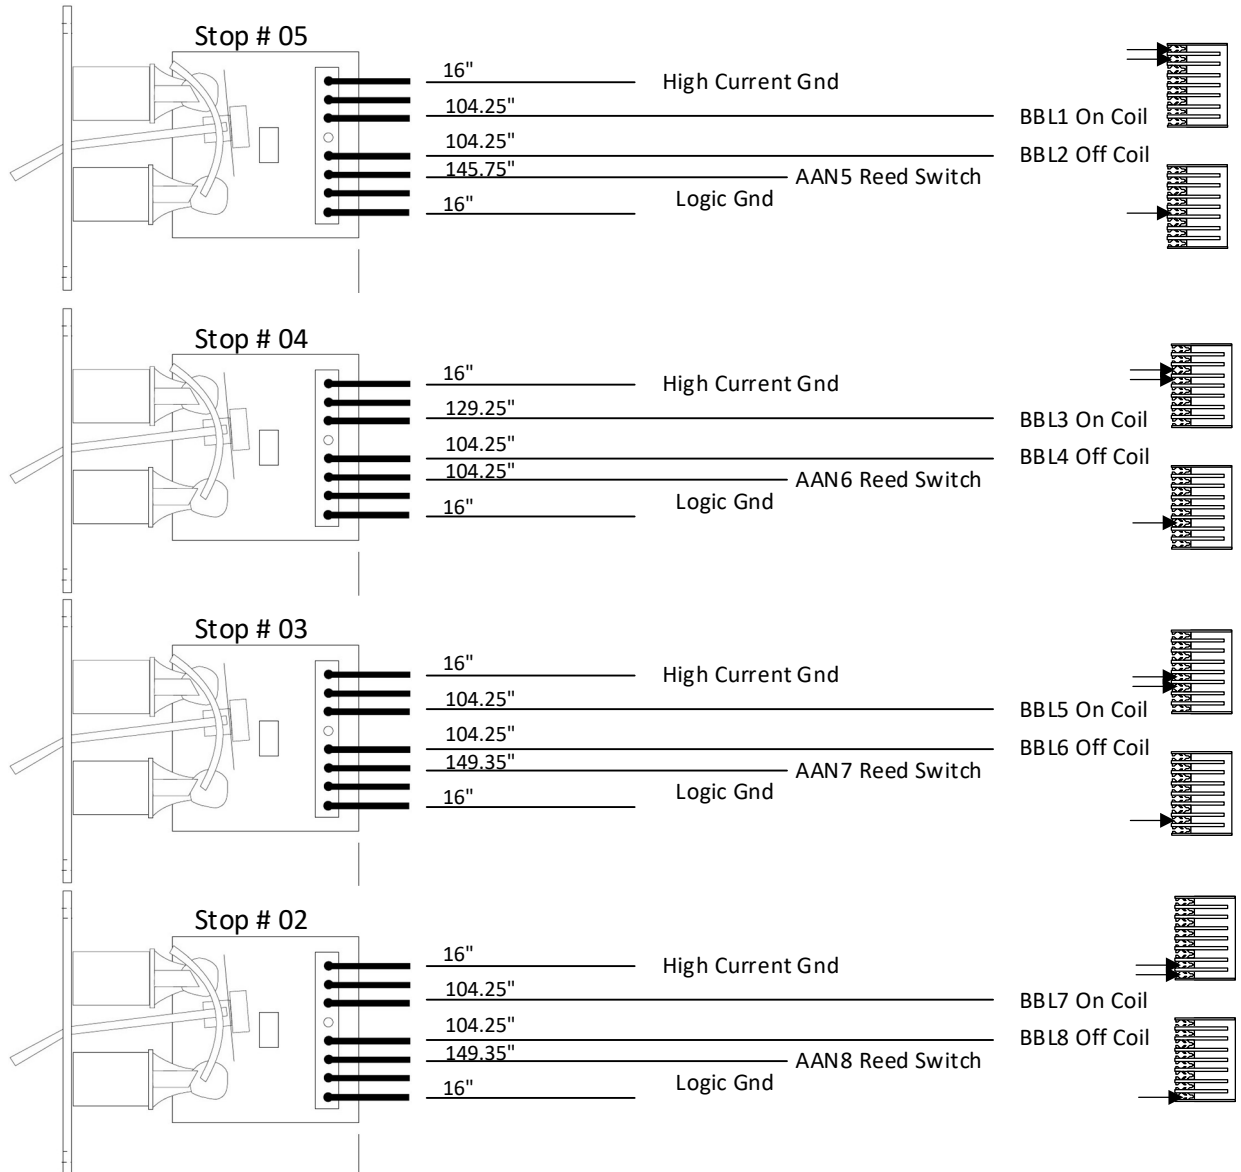 Stop # 05
16"
High Current Gnd
104.25"
BBL1 On Coil
104.25"
BBL2 Off Coil
145.75"
AAN5 Reed Switch
Logic Gnd
16"
Stop # 04
16"
High Current Gnd
129.25"
BBL3 On Coil
104.25"
BBL4 Off Coil
104.25"
AAN6 Reed Switch
Logic Gnd
16"
Stop # 03
16"
High Current Gnd
104.25"
BBL5 On Coil
104.25"
BBL6 Off Coil
149.35"
AAN7 Reed Switch
Logic Gnd
16"
Stop # 02
16"
High Current Gnd
104.25"
BBL7 On Coil
104.25"
BBL8 Off Coil
149.35"
AAN8 Reed Switch
Logic Gnd
16"